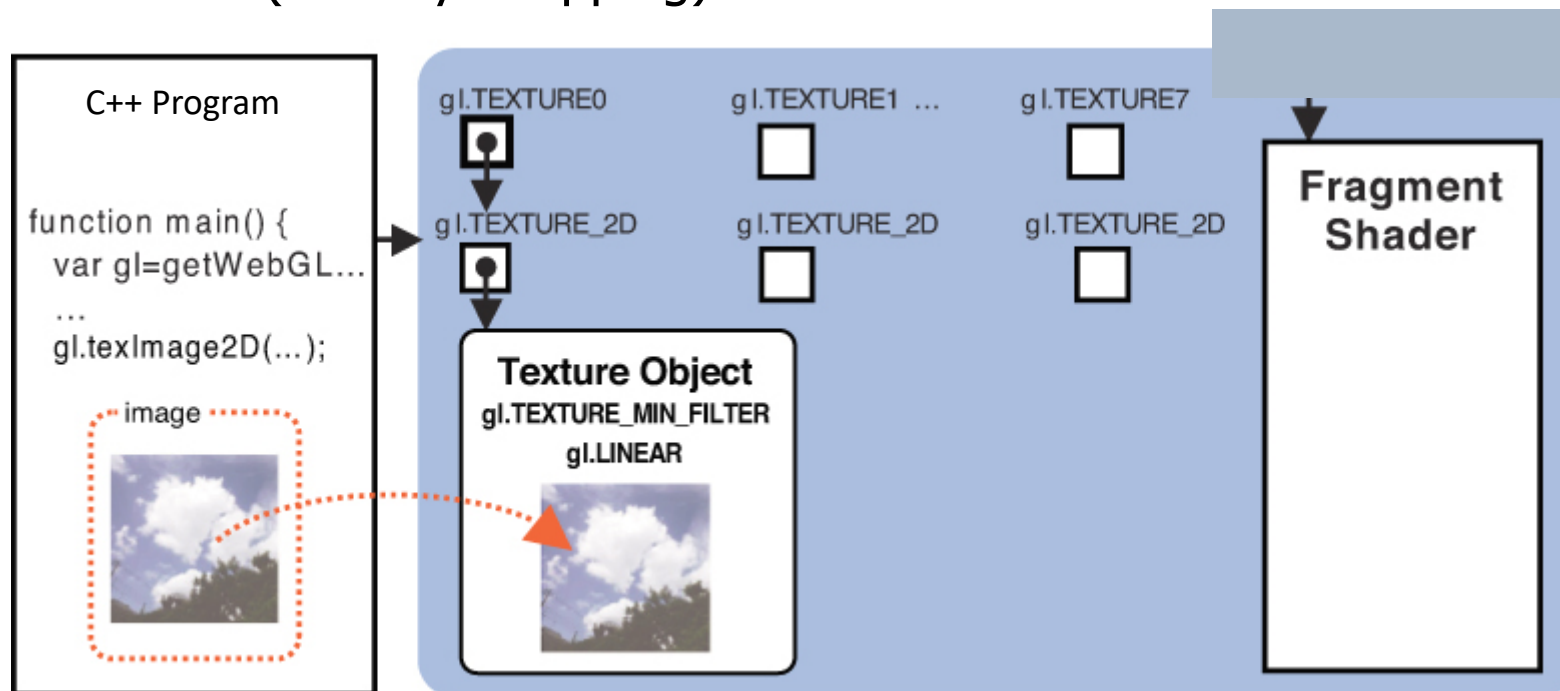 C++ Program
function main() {
var gl=getWebGL...
...
gl.texImage2D(...);
image
gl.TEXTURE0
gl.TEXTURE1 ...
gl.TEXTURE7
gl.TEXTURE_2D
gl.TEXTURE_2D
gl.TEXTURE_2D
Texture Object
gl.TEXTURE_MIN_FILTER
gl.LINEAR
Fragment
Shader